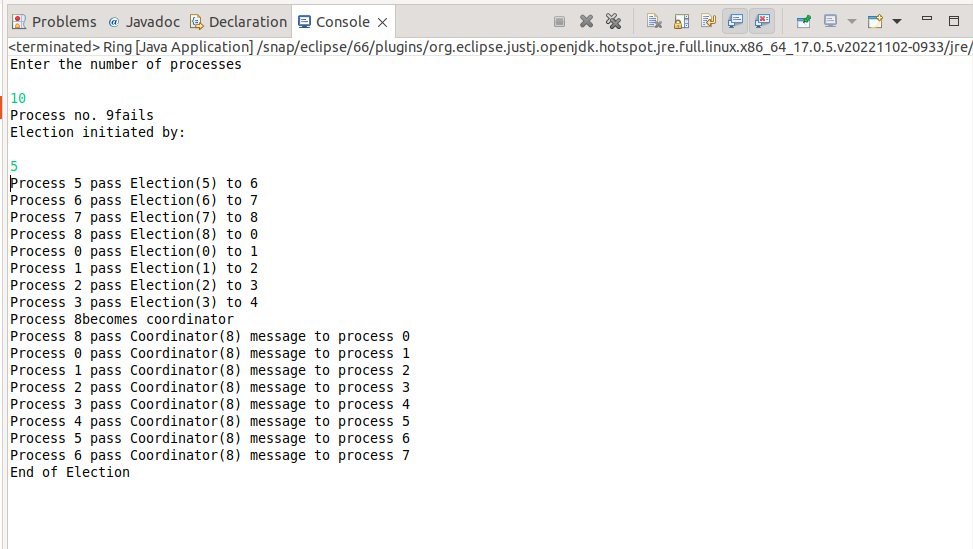 Problems @ Javadoc Declaration Console
<terminated> Ring [Java Application] /snap/eclipse/66/plugins/org.eclipse.justj.openjdk.hotspot.jre.full.linux.x86_64_17.0.5.v20221102-0933/jre/
Enter the number of processes
10
Process no. 9fails
Election initiated by:
5
Process 5 pass Election(5) to 6
Process 6 pass Election(6) to 7
Process 7 pass Election(7) to 8
Process 8 pass Election(8) to 0
Process 0 pass Election(0) to 1
Process 1 pass Election(1) to 2
Process 2 pass Election(2) to 3
Process 3 pass Election(3) to 4
Process 8becomes coordinator
Process 8 pass Coordinator(8) message to process 0
Process 0 pass Coordinator(8) message to process 1
Process 1 pass Coordinator(8) message to process 2
Process 2 pass Coordinator(8) message to process 3
Process 3 pass Coordinator(8) message to process 4
Process 4 pass Coordinator(8) message to process 5
Process 5 pass Coordinator(8) message to process 6
Process 6 pass Coordinator(8) message to process 7
End of Election